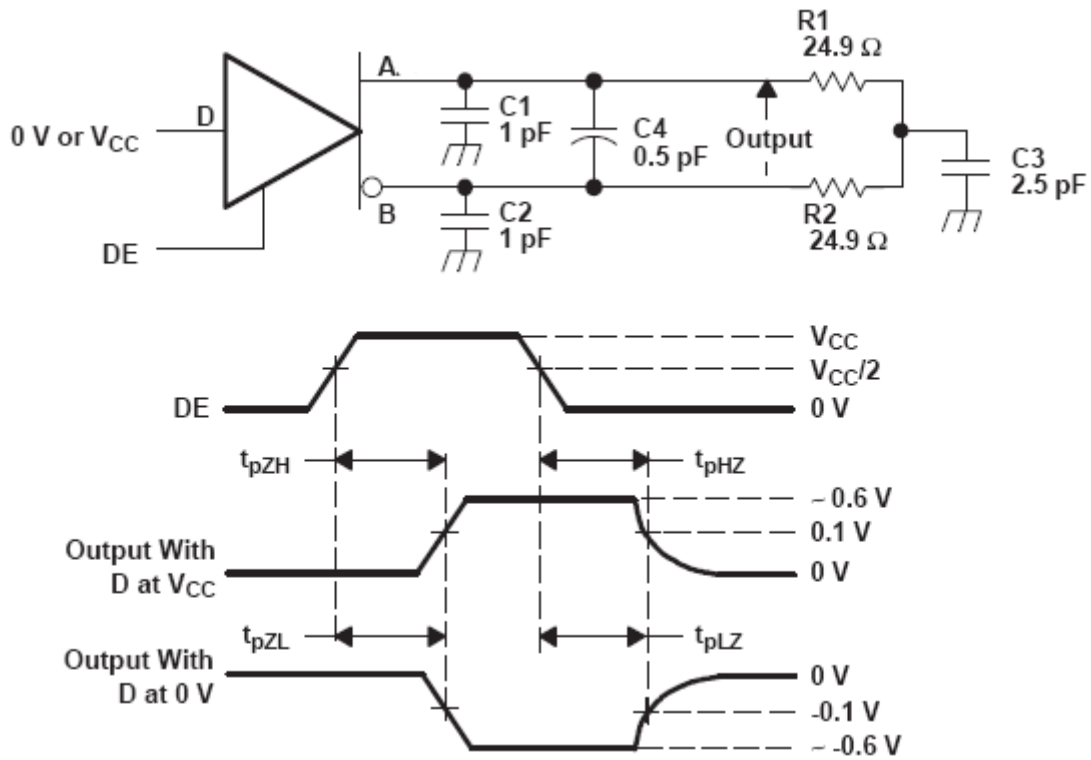 R1
24.9 Ω
A.
D
0 V or VCC
C1
1 pF
C4
0.5 pF
Output
C3
2.5 pF
B
C2
1 pF
R2
24.9 Ω
DE
VCC
VCC/2
DE
0 V
tpZH
tpHZ
~ 0.6 V
0.1 V
Output With
D at VCC
0 V
tpZL
tpLZ
Output With
D at 0 V
0 V
-0.1 V
~ -0.6 V